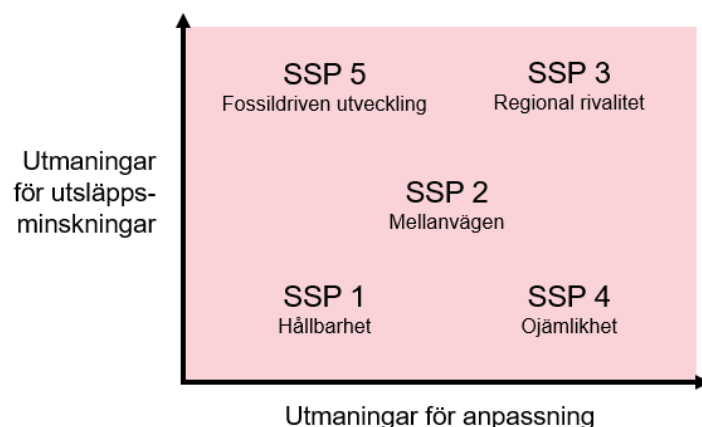 SSP 5
Fossildriven utveckling
SSP 3
Regional rivalitet
Utmaningar
för utsläpps-
minskningar
SSP 2
Mellanvägen
SSP 1
Hållbarhet
SSP 4
Ojämlikhet
Utmaningar för anpassning